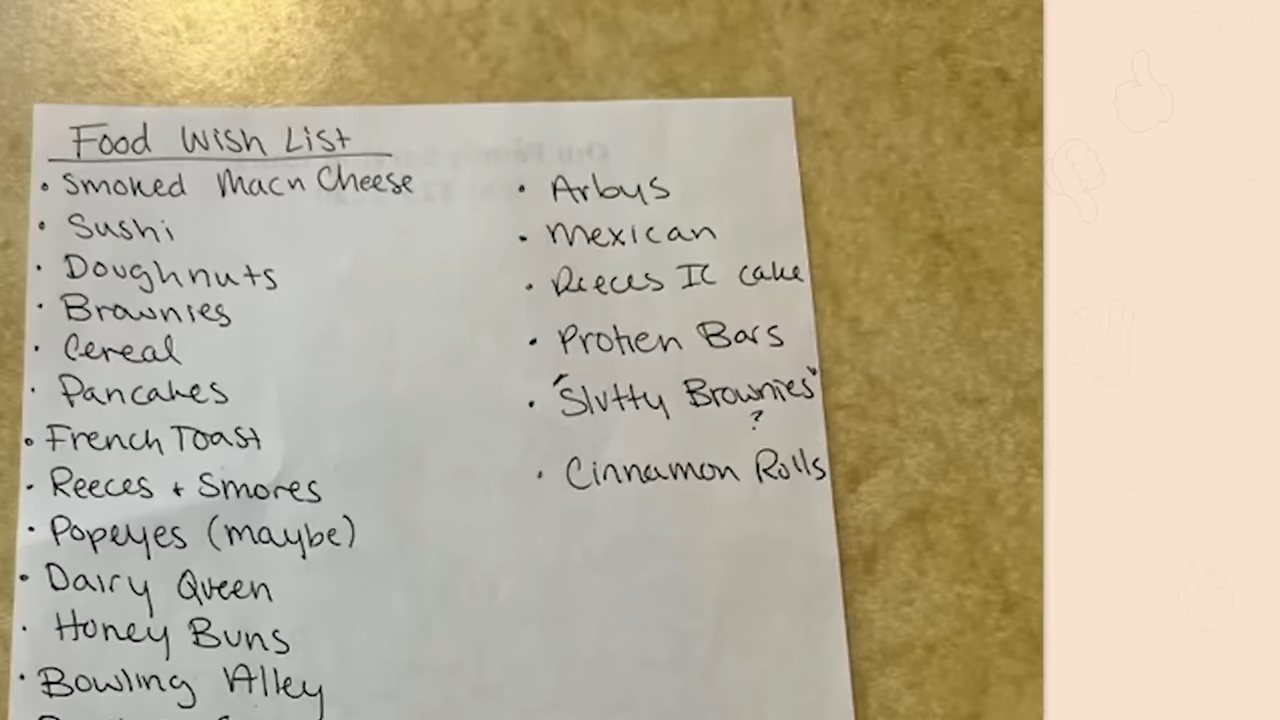 Food Wish List
• Smoked Mac n Cheese
• Sushi
• Doughnuts
• Brownies
• Cereal
• Pancakes
• French Toast
• Reeces + Smores
• Popeyes (maybe)
• Dairy Queen
• Honey Buns
• Bowling Alley
• Arbys
• Mexican
• Reeces IC Cake
• Protien Bars
• "Slutty Brownies"
?
• Cinnamon Rolls